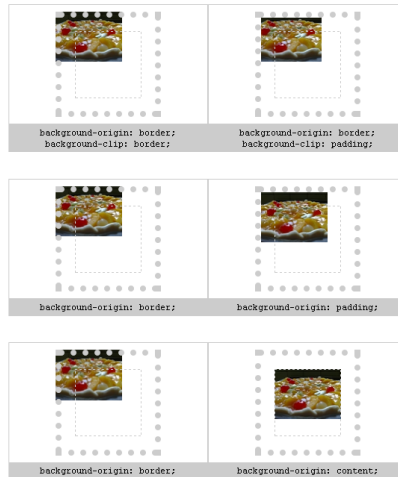 background-origin: border;
background-clip: border;
background-origin: border;
background-clip: padding;
background-origin: border;
background-origin: padding;
background-origin: border;
background-origin: content;